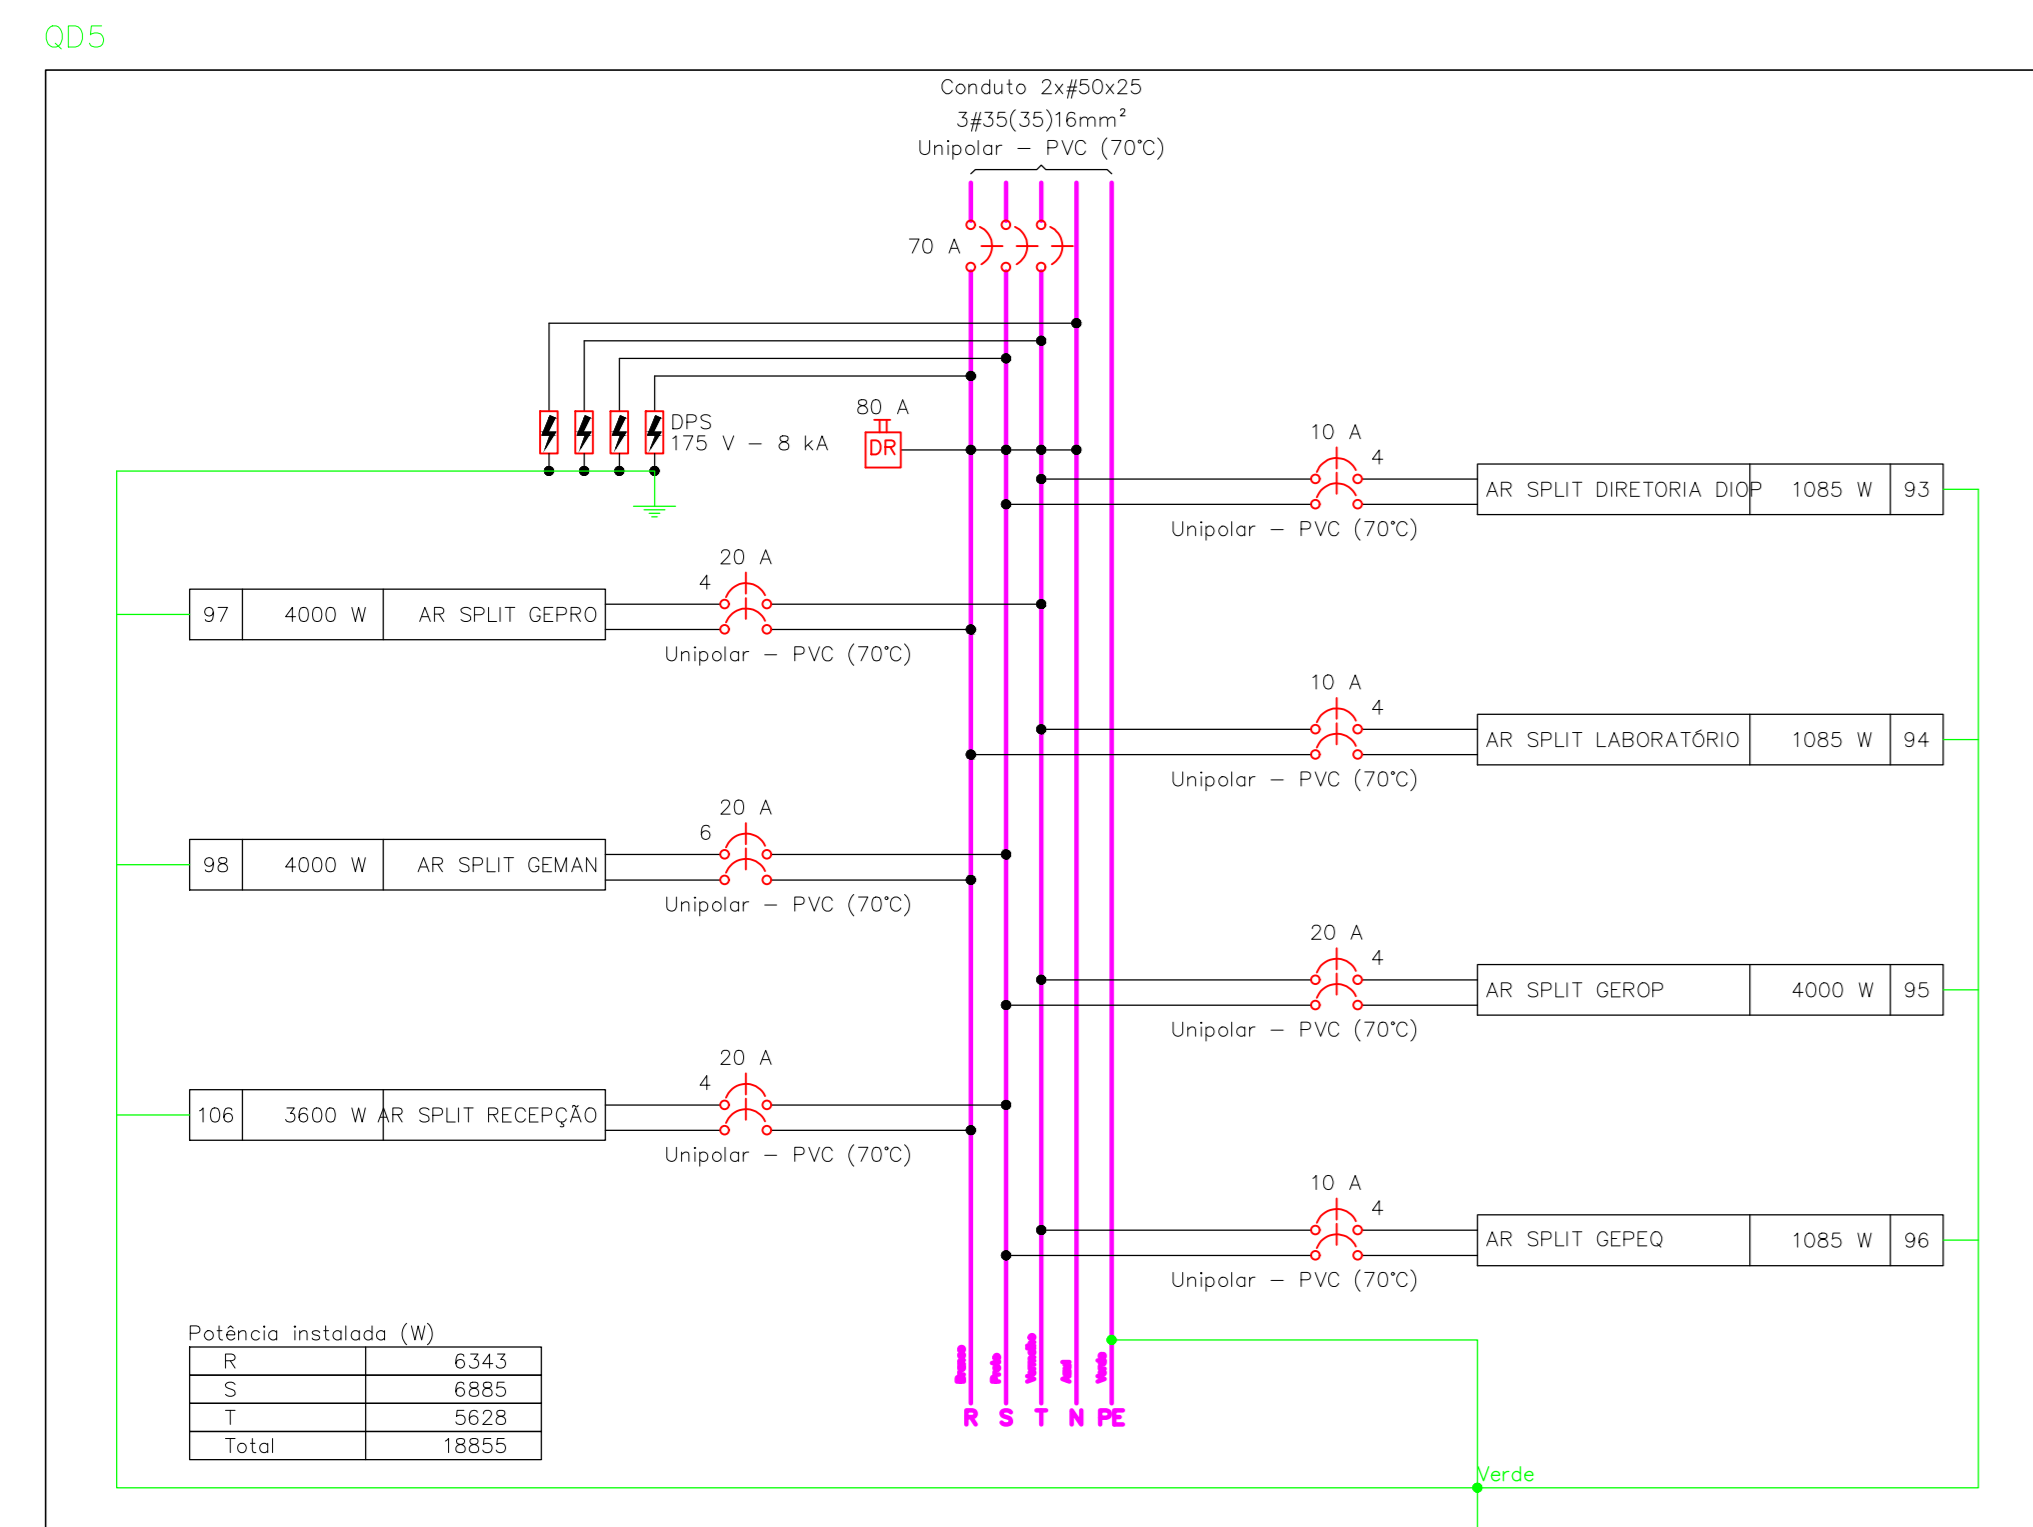 QD5
Conduto 2x#50x25
3#35(35)16mm²
Unipolar - PVC (70°C)
70 A
DPS
175 V - 8 kA
80 A
DR
10 A
4
AR SPLIT DIRETORIA DIOP 1085 W 93
Unipolar - PVC (70°C)
20 A
4
97 4000 W AR SPLIT GEPRO
Unipolar - PVC (70°C)
10 A
4
AR SPLIT LABORATÓRIO 1085 W 94
Unipolar - PVC (70°C)
20 A
6
98 4000 W AR SPLIT GEMAN
Unipolar - PVC (70°C)
20 A
4
AR SPLIT GEROP 4000 W 95
Unipolar - PVC (70°C)
20 A
4
106 3600 W AR SPLIT RECEPÇÃO
Unipolar - PVC (70°C)
10 A
4
AR SPLIT GEPEQ 1085 W 96
Unipolar - PVC (70°C)
Potência instalada (W)
R 6343
S 6885
T 5628
Total 18855
Branco
Preto
Vermelho
Azul
Verde
R S T N PE
Verde